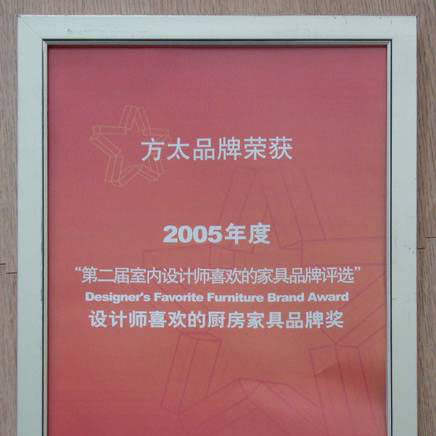 方太品牌荣获
2005年度
“第二届室内设计师喜欢的家具品牌评选”
Designer's Favorite Furniture Brand Award
设计师喜欢的厨房家具品牌奖